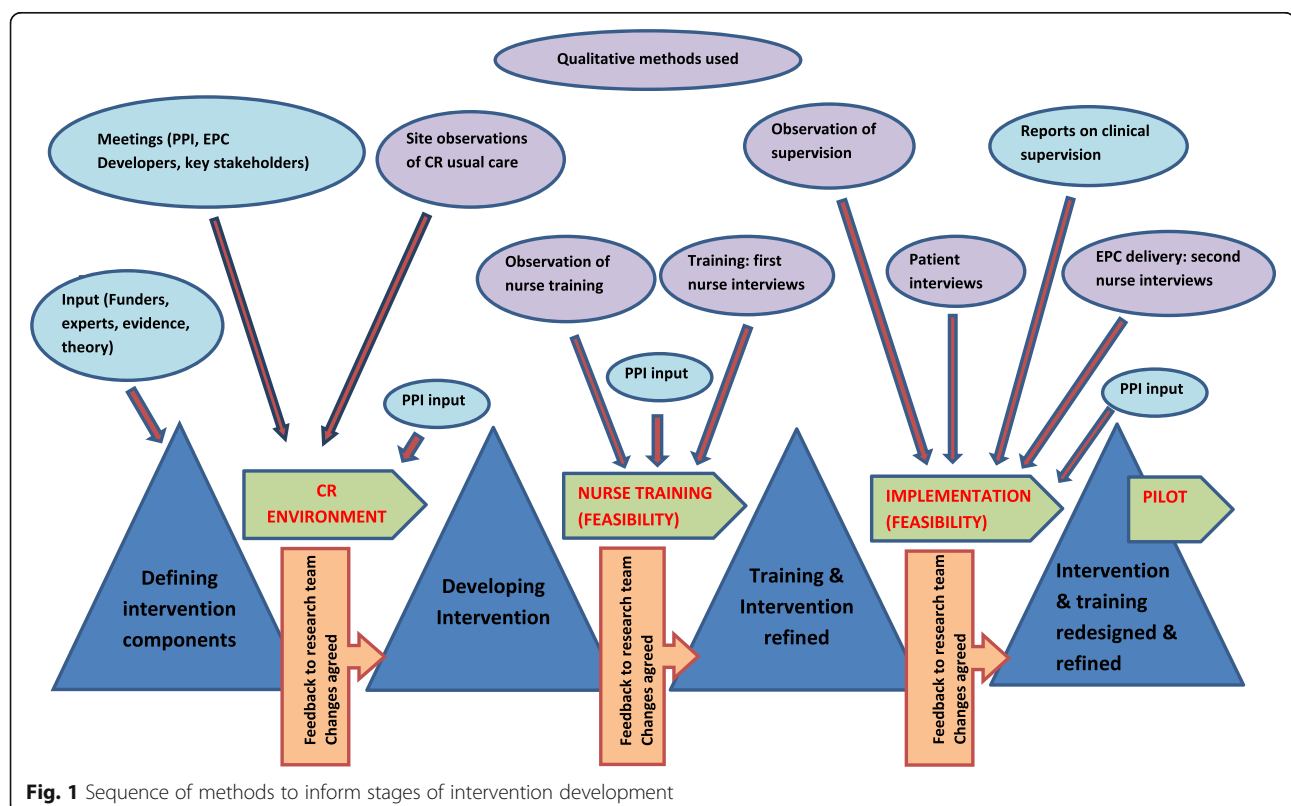 Qualitative methods used
Meetings (PPI, EPC
Developers, key stakeholders)
Site observations
of CR usual care
Observation of
supervision
Reports on clinical
supervision
Input (Funders,
experts, evidence,
theory)
Observation of
nurse training
Training: first
nurse interviews
Patient
interviews
EPC delivery: second
nurse interviews
PPI input
PPI input
PPI input
CR
ENVIRONMENT
NURSE TRAINING
(FEASIBILITY)
IMPLEMENTATION
(FEASIBILITY)
PILOT
Defining
intervention
components
Feedback to research team
Changes agreed
Developing
Intervention
Feedback to research team
Changes agreed
Training &
Intervention
refined
Feedback to research team
Changes agreed
Intervention
& training
redesigned &
refined
Fig. 1 Sequence of methods to inform stages of intervention development